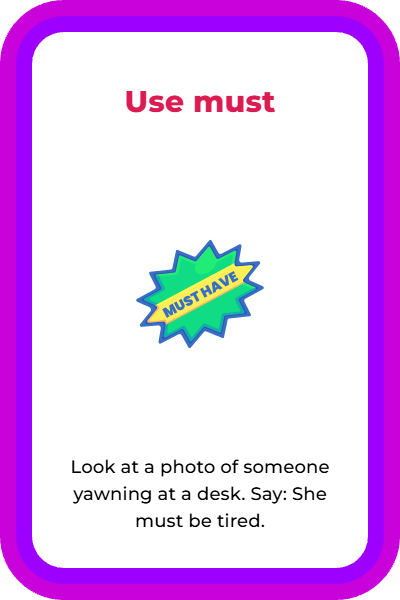 Use must
MUST HAVE
Look at a photo of someone
yawning at a desk. Say: She
must be tired.